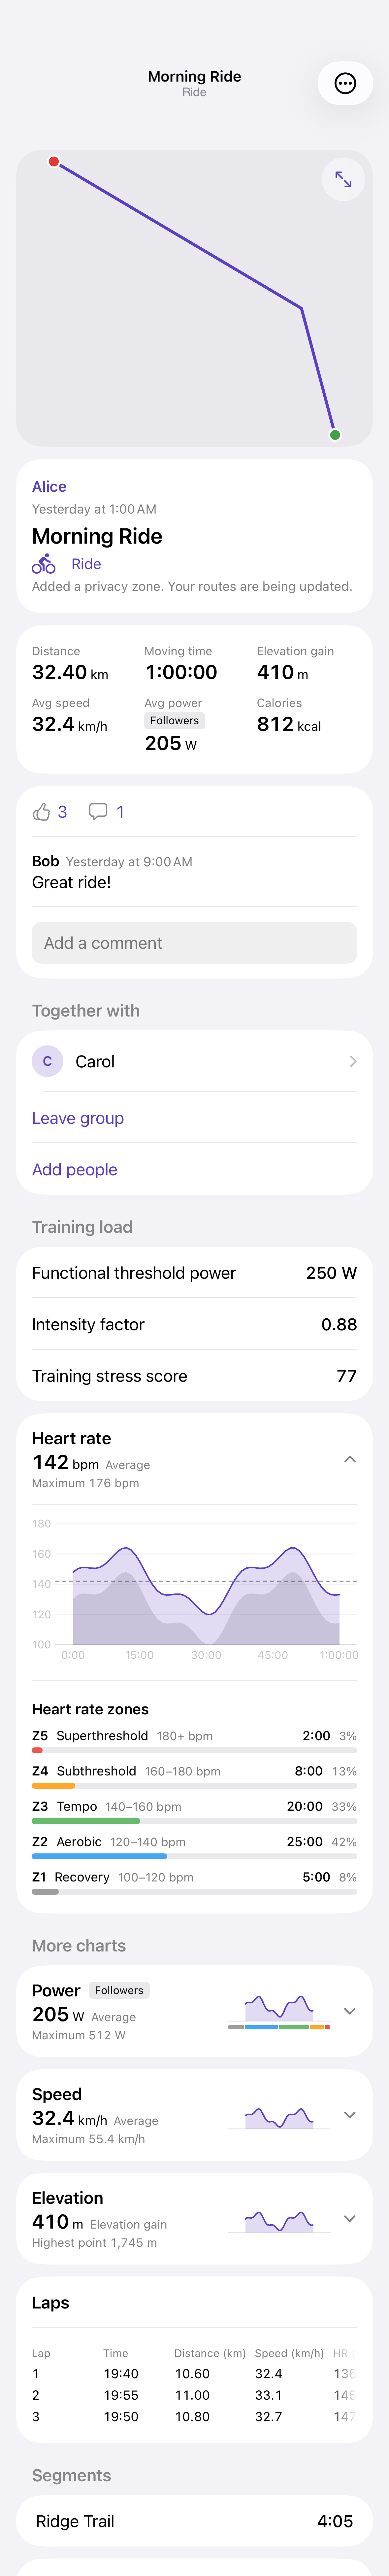 Morning Ride
Ride
Alice
Yesterday at 1:00 AM
Morning Ride
Ride
Added a privacy zone. Your routes are being updated.
Distance Moving time Elevation gain
32.40 km 1:00:00 410 m
Avg speed Avg power Calories
Followers
32.4 km/h 205 W 812 kcal
3 1
Bob Yesterday at 9:00 AM
Great ride!
Add a comment
Together with
C Carol
Leave group
Add people
Training load
Functional threshold power 250 W
Intensity factor 0.88
Training stress score 77
Heart rate
142 bpm Average
Maximum 176 bpm
180
160
140
120
100
0:00 15:00 30:00 45:00 1:00:00
Heart rate zones
Z5 Superthreshold 180+ bpm 2:00 3%
Z4 Subthreshold 160–180 bpm 8:00 13%
Z3 Tempo 140–160 bpm 20:00 33%
Z2 Aerobic 120–140 bpm 25:00 42%
Z1 Recovery 100–120 bpm 5:00 8%
More charts
Power Followers
205 W Average
Maximum 512 W
Speed
32.4 km/h Average
Maximum 55.4 km/h
Elevation
410 m Elevation gain
Highest point 1,745 m
Laps
Lap Time Distance (km) Speed (km/h) HR
1 19:40 10.60 32.4 136
2 19:55 11.00 33.1 145
3 19:50 10.80 32.7 147
Segments
Ridge Trail 4:05